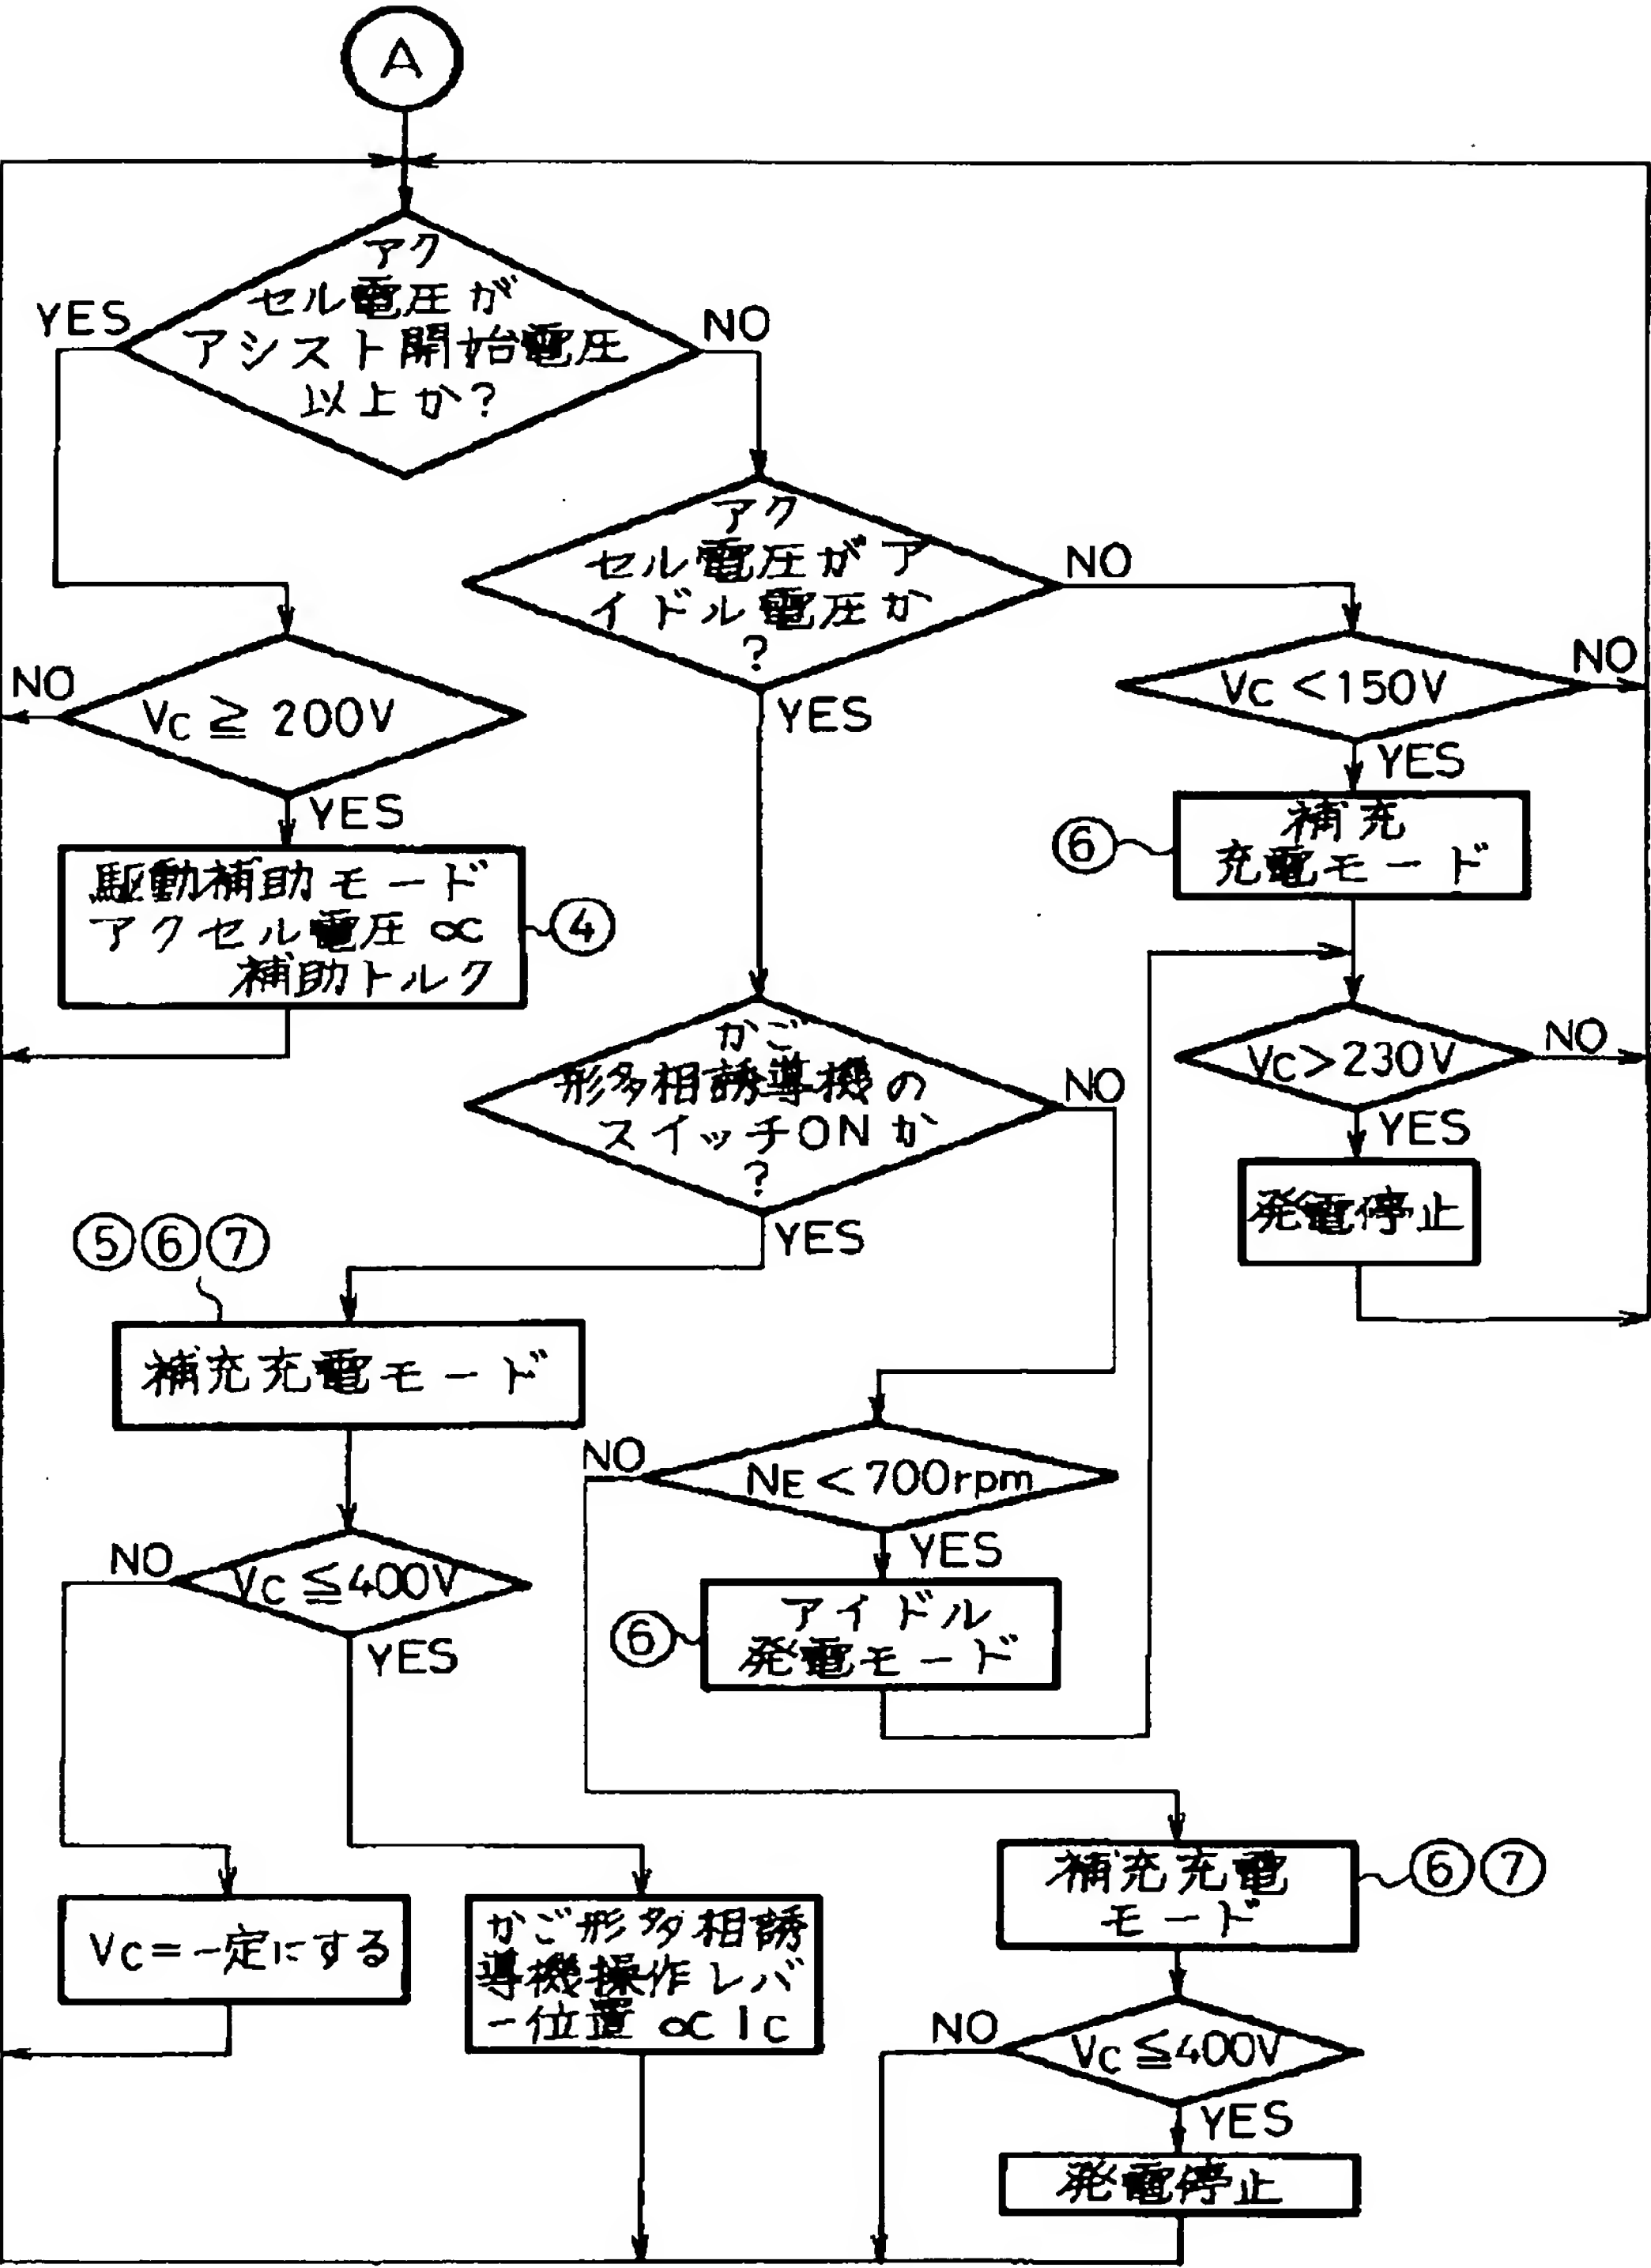 A
アク
セル電圧が
アシスト開始電圧
以上か?
YES
NO
アク
セル電圧がア
イドル電圧か
?
NO
YES
VC ≧ 200V
NO
YES
VC <150V
NO
YES
補充
充電モード
⑥
駆動補助モード
アクセル電圧 ∝
補助トルク
④
VC>230V
NO
YES
発電停止
かご
形多相誘導機の
スイッチONか
?
NO
YES
⑤⑥⑦
補充充電モード
NE <700rpm
NO
YES
アイドル
発電モード
⑥
VC ≦400V
NO
YES
VC=一定にする
かご形多相誘
導機操作レバ
ー位置 ∝ IC
補充充電
モード
⑥⑦
VC ≦400V
NO
YES
発電停止